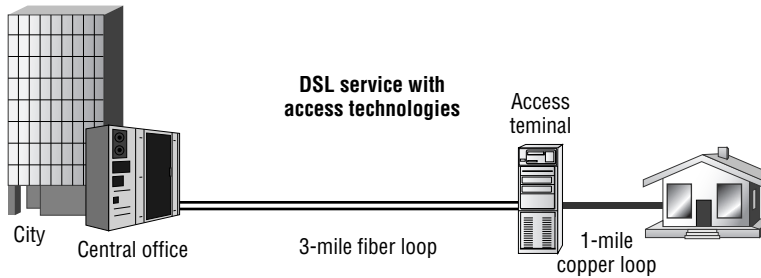 DSL service with
access technologies
Access
teminal
City
Central office
3-mile fiber loop
1-mile
copper loop